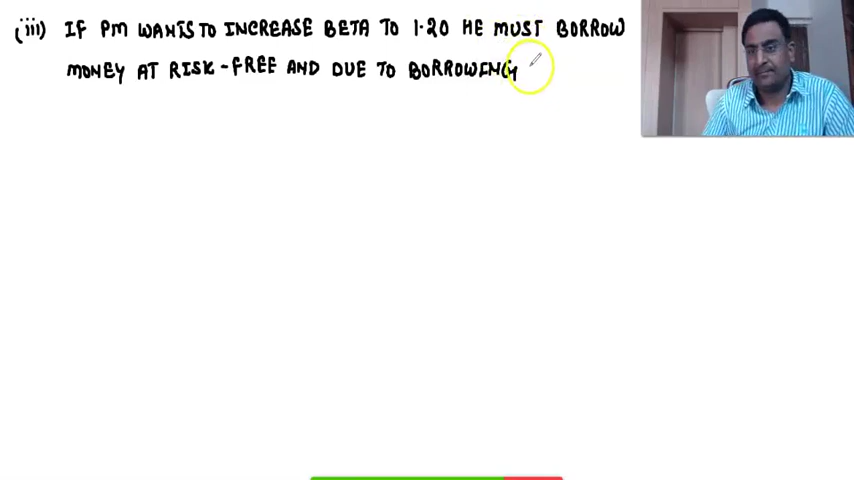 (iii) IF PM WANTS TO INCREASE BETA TO 1.20 HE MUST BORROW
MONEY AT RISK-FREE AND DUE TO BORROWING